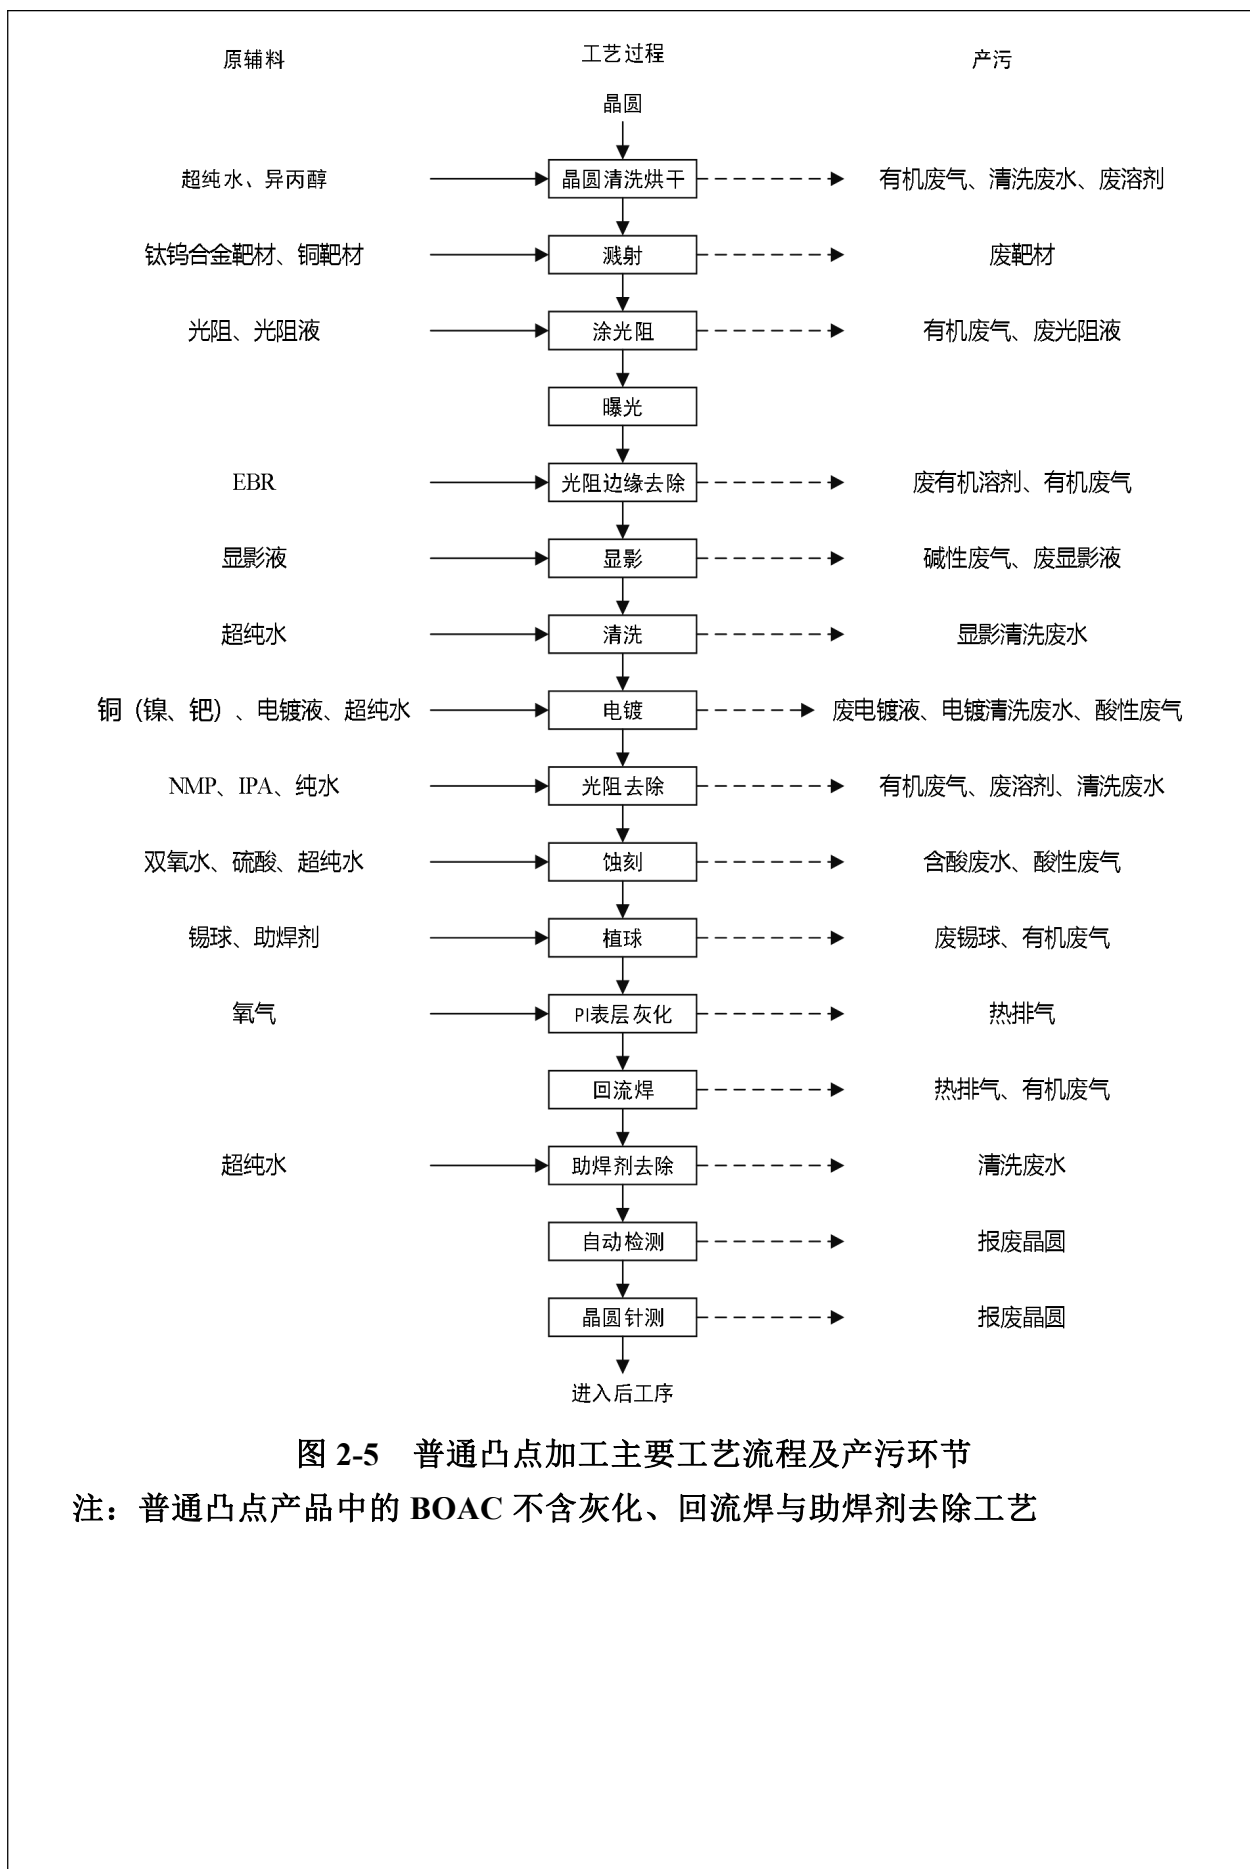 原辅料 工艺过程 产污
晶圆
超纯水、异丙醇 晶圆清洗烘干 有机废气、清洗废水、废溶剂
钛钨合金靶材、铜靶材 溅射 废靶材
光阻、光阻液 涂光阻 有机废气、废光阻液
曝光
EBR 光阻边缘去除 废有机溶剂、有机废气
显影液 显影 碱性废气、废显影液
超纯水 清洗 显影清洗废水
铜（镍、钯）、电镀液、超纯水 电镀 废电镀液、电镀清洗废水、酸性废气
NMP、IPA、纯水 光阻去除 有机废气、废溶剂、清洗废水
双氧水、硫酸、超纯水 蚀刻 含酸废水、酸性废气
锡球、助焊剂 植球 废锡球、有机废气
氧气 PI表层灰化 热排气
回流焊 热排气、有机废气
超纯水 助焊剂去除 清洗废水
自动检测 报废晶圆
晶圆针测 报废晶圆
进入后工序
图 2-5 普通凸点加工主要工艺流程及产污环节
注：普通凸点产品中的 BOAC 不含灰化、回流焊与助焊剂去除工艺